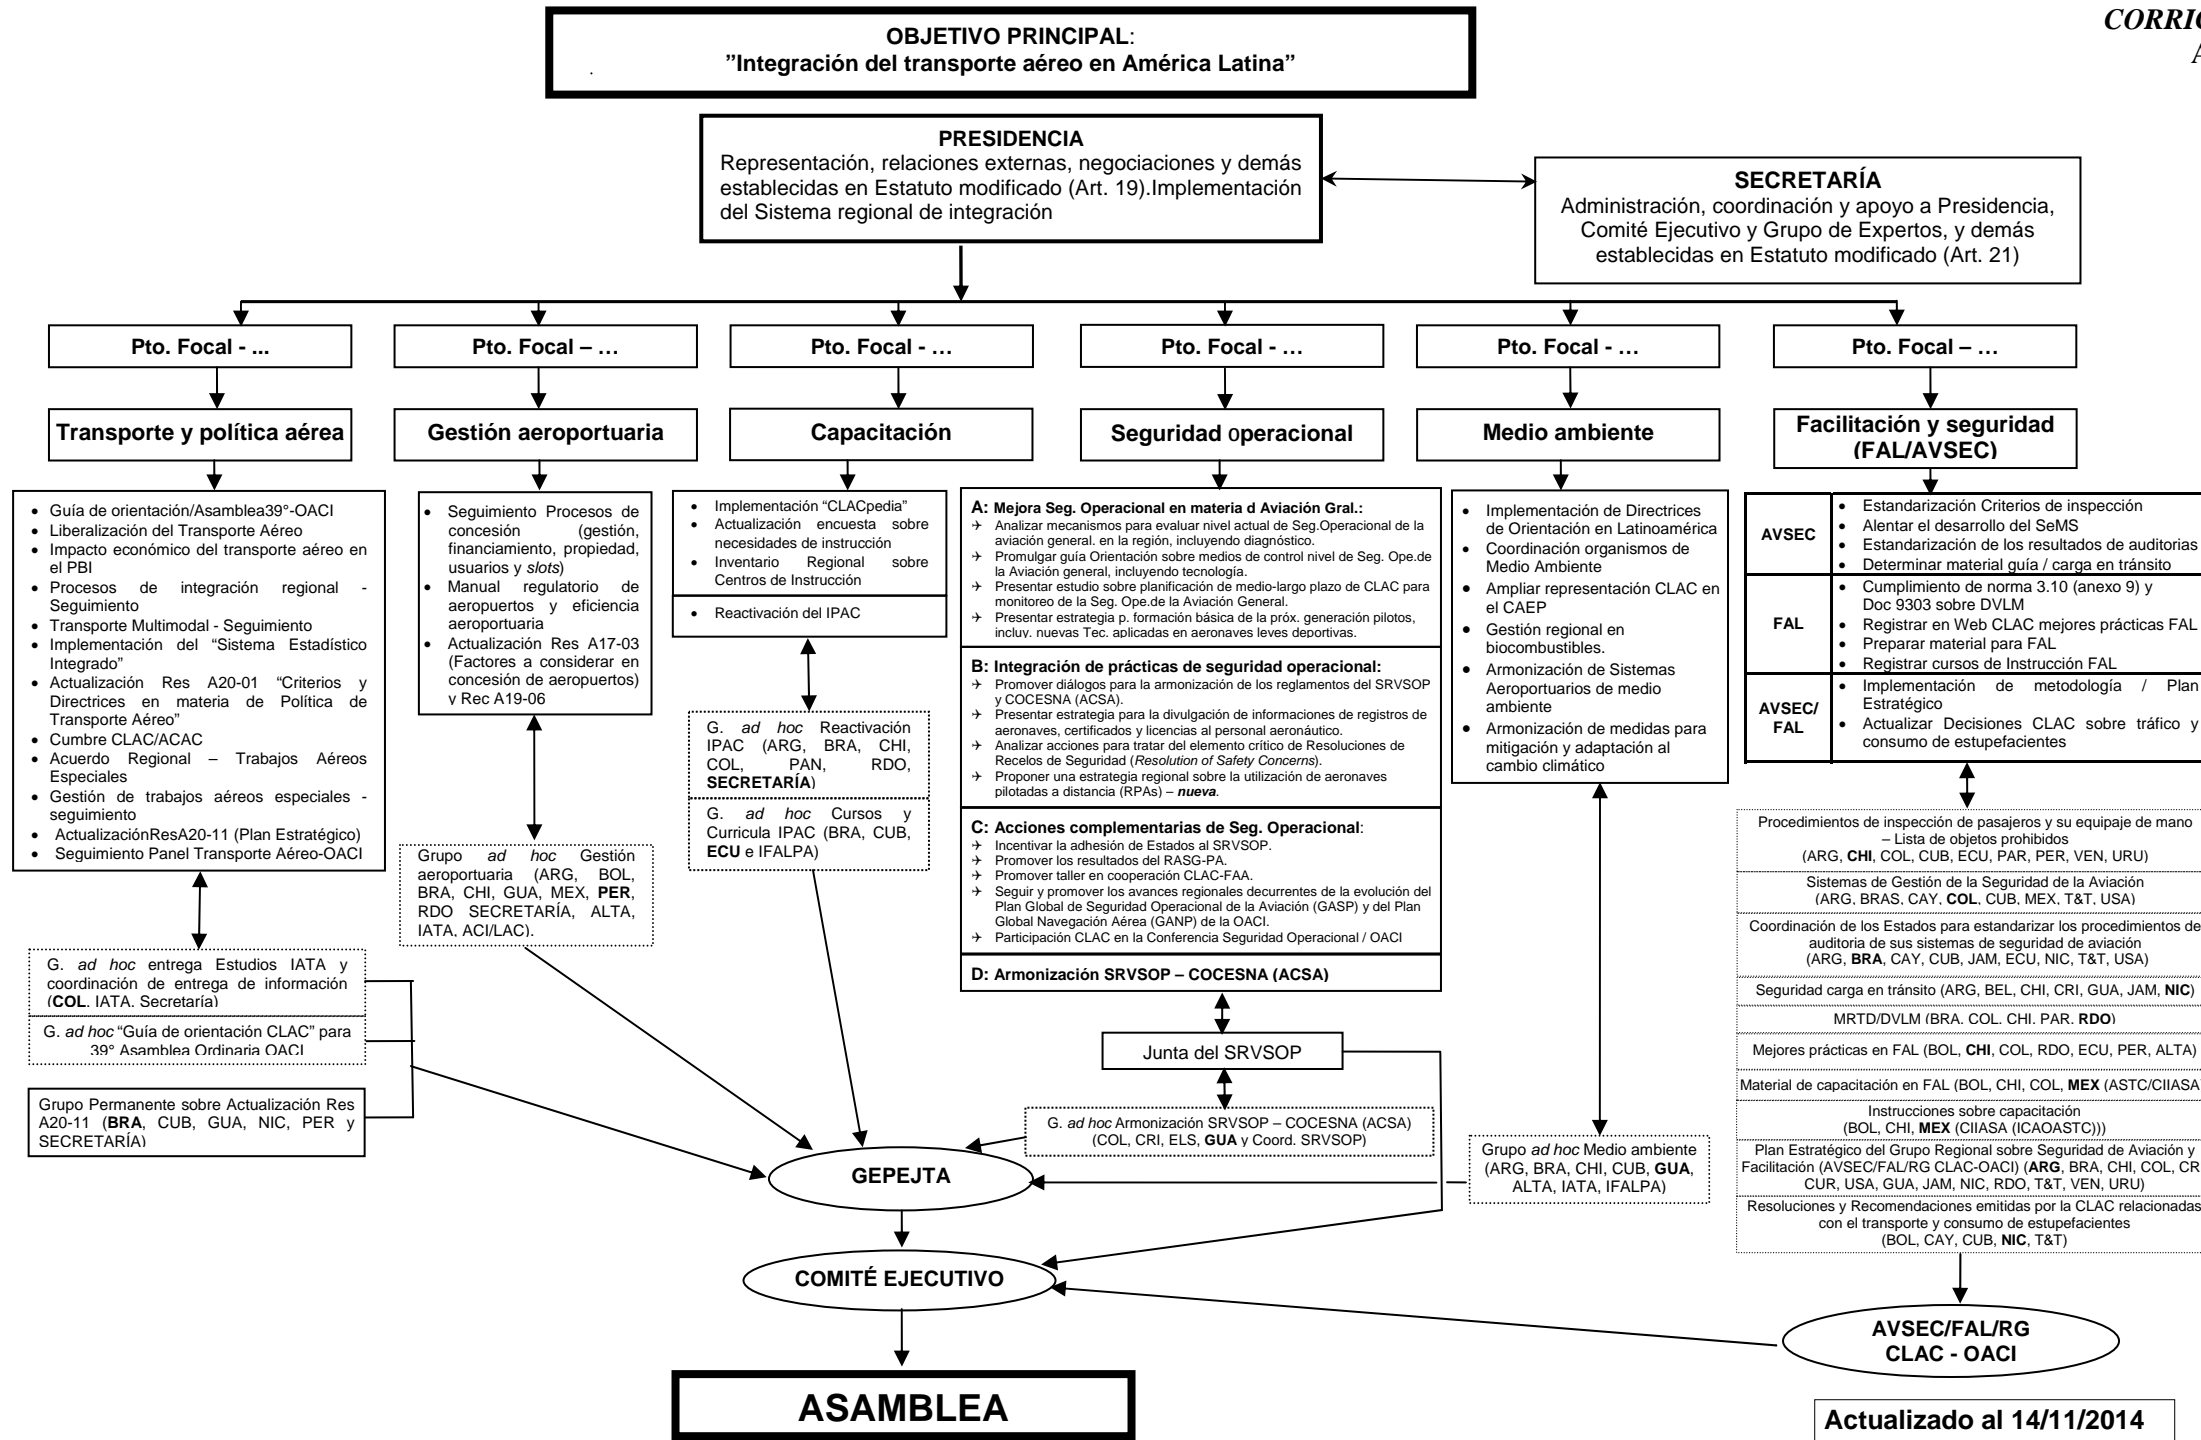 CORRIG
A
OBJETIVO PRINCIPAL:
”Integración del transporte aéreo en América Latina”
.
PRESIDENCIA
Representación, relaciones externas, negociaciones y demás
establecidas en Estatuto modificado (Art. 19).Implementación
del Sistema regional de integración
SECRETARÍA
Administración, coordinación y apoyo a Presidencia,
Comité Ejecutivo y Grupo de Expertos, y demás
establecidas en Estatuto modificado (Art. 21)
Pto. Focal - ...
Pto. Focal – …
Pto. Focal - …
Pto. Focal - …
Pto. Focal - …
Pto. Focal – …
Transporte y política aérea
Gestión aeroportuaria
Capacitación
Seguridad operacional
Medio ambiente
Facilitación y seguridad
(FAL/AVSEC)
• Guía de orientación/Asamblea39°-OACI
• Liberalización del Transporte Aéreo
• Impacto económico del transporte aéreo en
el PBI
• Procesos de integración regional -
Seguimiento
• Transporte Multimodal - Seguimiento
• Implementación del “Sistema Estadístico
Integrado”
• Actualización Res A20-01 “Criterios y
Directrices en materia de Política de
Transporte Aéreo”
• Cumbre CLAC/ACAC
• Acuerdo Regional – Trabajos Aéreos
Especiales
• Gestión de trabajos aéreos especiales -
seguimiento
• ActualizaciónResA20-11 (Plan Estratégico)
• Seguimiento Panel Transporte Aéreo-OACI
• Seguimiento Procesos de
concesión (gestión,
financiamiento, propiedad,
usuarios y slots)
• Manual regulatorio de
aeropuertos y eficiencia
aeroportuaria
• Actualización Res A17-03
(Factores a considerar en
concesión de aeropuertos)
y Rec A19-06
• Implementación “CLACpedia”
• Actualización encuesta sobre
necesidades de instrucción
• Inventario Regional sobre
Centros de Instrucción
• Reactivación del IPAC
A: Mejora Seg. Operacional en materia d Aviación Gral.:
✈ Analizar mecanismos para evaluar nivel actual de Seg.Operacional de la
aviación general. en la región, incluyendo diagnóstico.
✈ Promulgar guía Orientación sobre medios de control nivel de Seg. Ope.de
la Aviación general, incluyendo tecnología.
✈ Presentar estudio sobre planificación de medio-largo plazo de CLAC para
monitoreo de la Seg. Ope.de la Aviación General.
✈ Presentar estrategia p. formación básica de la próx. generación pilotos,
incluy. nuevas Tec. aplicadas en aeronaves leves deportivas.
B: Integración de prácticas de seguridad operacional:
✈ Promover diálogos para la armonización de los reglamentos del SRVSOP
y COCESNA (ACSA).
✈ Presentar estrategia para la divulgación de informaciones de registros de
aeronaves, certificados y licencias al personal aeronáutico.
✈ Analizar acciones para tratar del elemento crítico de Resoluciones de
Recelos de Seguridad (Resolution of Safety Concerns).
✈ Proponer una estrategia regional sobre la utilización de aeronaves
pilotadas a distancia (RPAs) – nueva.
C: Acciones complementarias de Seg. Operacional:
✈ Incentivar la adhesión de Estados al SRVSOP.
✈ Promover los resultados del RASG-PA.
✈ Promover taller en cooperación CLAC-FAA.
✈ Seguir y promover los avances regionales decurrentes de la evolución del
Plan Global de Seguridad Operacional de la Aviación (GASP) y del Plan
Global Navegación Aérea (GANP) de la OACI.
✈ Participación CLAC en la Conferencia Seguridad Operacional / OACI
D: Armonización SRVSOP – COCESNA (ACSA)
• Implementación de Directrices
de Orientación en Latinoamérica
• Coordinación organismos de
Medio Ambiente
• Ampliar representación CLAC en
el CAEP
• Gestión regional en
biocombustibles.
• Armonización de Sistemas
Aeroportuarios de medio
ambiente
• Armonización de medidas para
mitigación y adaptación al
cambio climático
AVSEC
• Estandarización Criterios de inspección
• Alentar el desarrollo del SeMS
• Estandarización de los resultados de auditorias
• Determinar material guía / carga en tránsito
FAL
• Cumplimiento de norma 3.10 (anexo 9) y
Doc 9303 sobre DVLM
• Registrar en Web CLAC mejores prácticas FAL
• Preparar material para FAL
• Registrar cursos de Instrucción FAL
AVSEC/
FAL
• Implementación de metodología / Plan
Estratégico
• Actualizar Decisiones CLAC sobre tráfico y
consumo de estupefacientes
G. ad hoc entrega Estudios IATA y
coordinación de entrega de información
(COL, IATA, Secretaría)
G. ad hoc “Guía de orientación CLAC” para
39° Asamblea Ordinaria OACI
Grupo Permanente sobre Actualización Res
A20-11 (BRA, CUB, GUA, NIC, PER y
SECRETARÍA)
Grupo ad hoc Gestión
aeroportuaria (ARG, BOL,
BRA, CHI, GUA, MEX, PER,
RDO SECRETARÍA, ALTA,
IATA, ACI/LAC).
G. ad hoc Reactivación
IPAC (ARG, BRA, CHI,
COL, PAN, RDO,
SECRETARÍA)
G. ad hoc Cursos y
Curricula IPAC (BRA, CUB,
ECU e IFALPA)
Junta del SRVSOP
G. ad hoc Armonización SRVSOP – COCESNA (ACSA)
(COL, CRI, ELS, GUA y Coord. SRVSOP)
Grupo ad hoc Medio ambiente
(ARG, BRA, CHI, CUB, GUA,
ALTA, IATA, IFALPA)
Procedimientos de inspección de pasajeros y su equipaje de mano
– Lista de objetos prohibidos
(ARG, CHI, COL, CUB, ECU, PAR, PER, VEN, URU)
Sistemas de Gestión de la Seguridad de la Aviación
(ARG, BRAS, CAY, COL, CUB, MEX, T&T, USA)
Coordinación de los Estados para estandarizar los procedimientos de
auditoria de sus sistemas de seguridad de aviación
(ARG, BRA, CAY, CUB, JAM, ECU, NIC, T&T, USA)
Seguridad carga en tránsito (ARG, BEL, CHI, CRI, GUA, JAM, NIC)
MRTD/DVLM (BRA, COL, CHI, PAR, RDO)
Mejores prácticas en FAL (BOL, CHI, COL, RDO, ECU, PER, ALTA)
Material de capacitación en FAL (BOL, CHI, COL, MEX (ASTC/CIIASA)
Instrucciones sobre capacitación
(BOL, CHI, MEX (CIIASA (ICAOASTC)))
Plan Estratégico del Grupo Regional sobre Seguridad de Aviación y
Facilitación (AVSEC/FAL/RG CLAC-OACI) (ARG, BRA, CHI, COL, CR
CUR, USA, GUA, JAM, NIC, RDO, T&T, VEN, URU)
Resoluciones y Recomendaciones emitidas por la CLAC relacionadas
con el transporte y consumo de estupefacientes
(BOL, CAY, CUB, NIC, T&T)
GEPEJTA
COMITÉ EJECUTIVO
AVSEC/FAL/RG
CLAC - OACI
ASAMBLEA
Actualizado al 14/11/2014